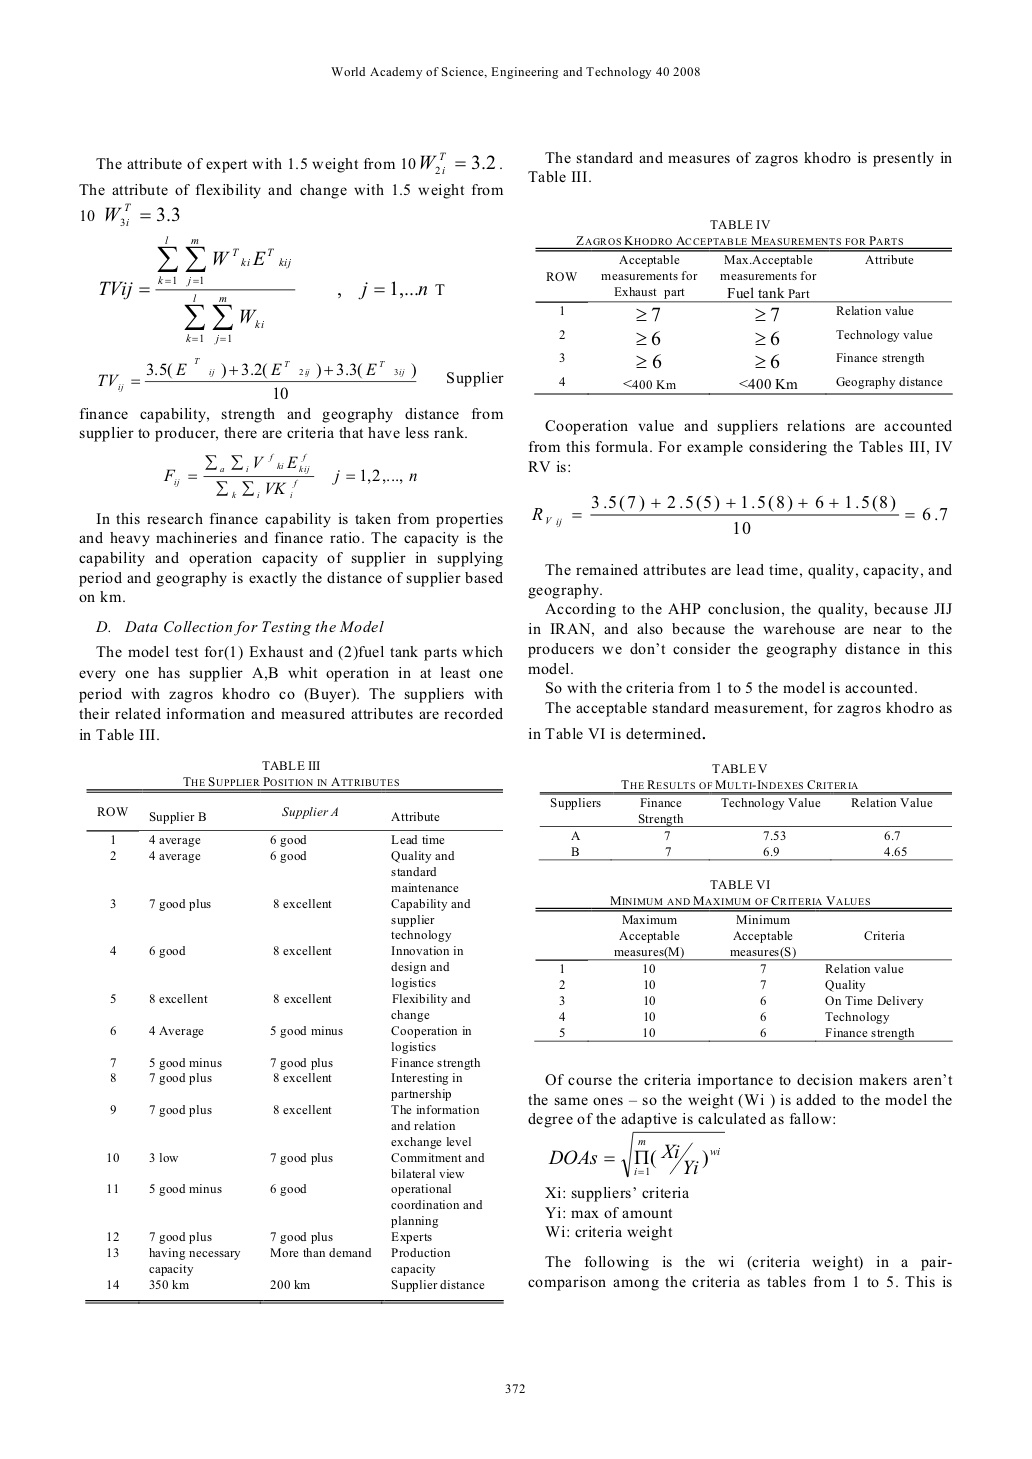 World Academy of Science, Engineering and Technology 40 2008
The attribute of expert with 1.5 weight from 10 W^T_{2i} = 3.2 .
The attribute of flexibility and change with 1.5 weight from
10 W^T_{3i} = 3.3
TVij = \frac{\sum_{k=1}^{l} \sum_{j=1}^{m} W^T_{ki} E^T_{kij}}{\sum_{k=1}^{l} \sum_{j=1}^{m} W_{ki}} , j = 1,...n T
TV_{ij} = \frac{3.5( E^T_{ij} ) + 3.2( E^T_{2ij} ) + 3.3( E^T_{3ij} )}{10} Supplier
finance capability, strength and geography distance from
supplier to producer, there are criteria that have less rank.
F_{ij} = \frac{\sum_a \sum_i V^f_{ki} E^f_{kij}}{\sum_k \sum_i VK^f_i} j = 1,2,..., n
In this research finance capability is taken from properties
and heavy machineries and finance ratio. The capacity is the
capability and operation capacity of supplier in supplying
period and geography is exactly the distance of supplier based
on km.
D. Data Collection for Testing the Model
The model test for(1) Exhaust and (2)fuel tank parts which
every one has supplier A,B whit operation in at least one
period with zagros khodro co (Buyer). The suppliers with
their related information and measured attributes are recorded
in Table III.
TABLE III
THE SUPPLIER POSITION IN ATTRIBUTES
ROW Supplier B Supplier A Attribute
1 4 average 6 good Lead time
2 4 average 6 good Quality and
standard
maintenance
3 7 good plus 8 excellent Capability and
supplier
technology
4 6 good 8 excellent Innovation in
design and
logistics
5 8 excellent 8 excellent Flexibility and
change
6 4 Average 5 good minus Cooperation in
logistics
7 5 good minus 7 good plus Finance strength
8 7 good plus 8 excellent Interesting in
partnership
9 7 good plus 8 excellent The information
and relation
exchange level
10 3 low 7 good plus Commitment and
bilateral view
11 5 good minus 6 good operational
coordination and
planning
12 7 good plus 7 good plus Experts
13 having necessary More than demand Production
capacity capacity
14 350 km 200 km Supplier distance
The standard and measures of zagros khodro is presently in
Table III.
TABLE IV
ZAGROS KHODRO ACCEPTABLE MEASUREMENTS FOR PARTS
Acceptable Max.Acceptable Attribute
ROW measurements for measurements for
Exhaust part Fuel tank Part
1 ≥ 7 ≥ 7 Relation value
2 ≥ 6 ≥ 6 Technology value
3 ≥ 6 ≥ 6 Finance strength
4 <400 Km <400 Km Geography distance
Cooperation value and suppliers relations are accounted
from this formula. For example considering the Tables III, IV
RV is:
R_{V ij} = \frac{3.5(7) + 2.5(5) + 1.5(8) + 6 + 1.5(8)}{10} = 6.7
The remained attributes are lead time, quality, capacity, and
geography.
According to the AHP conclusion, the quality, because JIJ
in IRAN, and also because the warehouse are near to the
producers we don’t consider the geography distance in this
model.
So with the criteria from 1 to 5 the model is accounted.
The acceptable standard measurement, for zagros khodro as
in Table VI is determined.
TABLE V
THE RESULTS OF MULTI-INDEXES CRITERIA
Suppliers Finance Technology Value Relation Value
Strength
A 7 7.53 6.7
B 7 6.9 4.65
TABLE VI
MINIMUM AND MAXIMUM OF CRITERIA VALUES
Maximum Minimum
Acceptable Acceptable Criteria
measures(M) measures(S)
1 10 7 Relation value
2 10 7 Quality
3 10 6 On Time Delivery
4 10 6 Technology
5 10 6 Finance strength
Of course the criteria importance to decision makers aren’t
the same ones – so the weight (Wi ) is added to the model the
degree of the adaptive is calculated as fallow:
DOAs = \sqrt{\prod_{i=1}^{m} ( Xi/Yi )^{wi}}
Xi: suppliers’ criteria
Yi: max of amount
Wi: criteria weight
The following is the wi (criteria weight) in a pair-
comparison among the criteria as tables from 1 to 5. This is
372